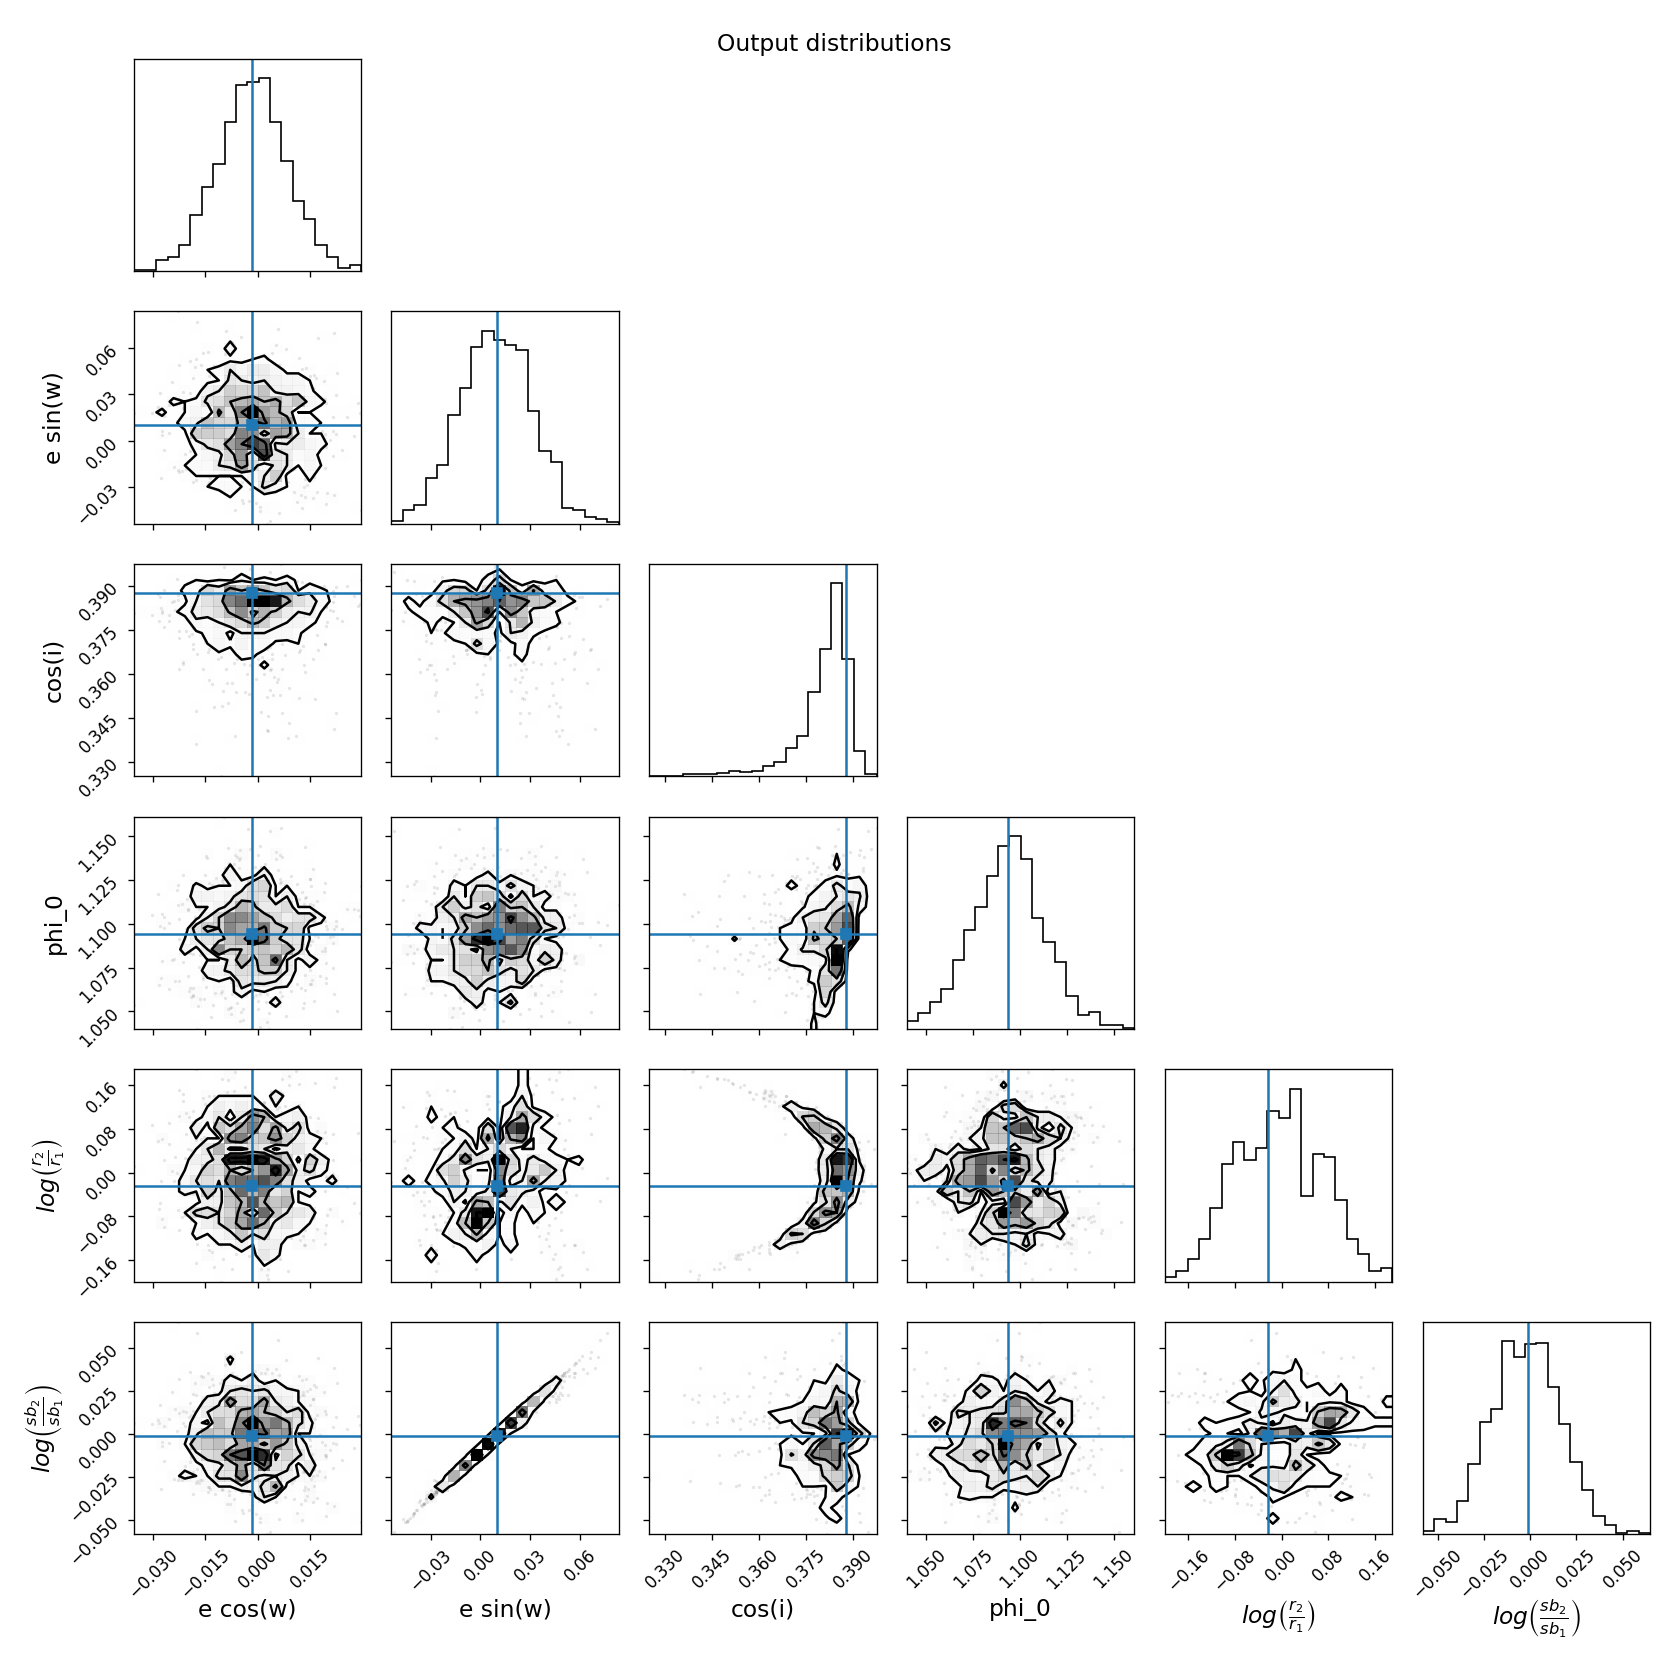 Output distributions
e sin(w)
0.06
0.03
0.00
−0.03
cos(i)
0.390
0.375
0.360
0.345
0.330
phi_0
1.150
1.125
1.100
1.075
1.050
log(r₂/r₁)
0.16
0.08
0.00
−0.08
−0.16
log(sb₂/sb₁)
0.050
0.025
0.000
−0.025
−0.050
−0.030 −0.015 0.000 0.015
−0.03 0.00 0.03 0.06
0.330 0.345 0.360 0.375 0.390
1.050 1.075 1.100 1.125 1.150
−0.16 −0.08 0.00 0.08 0.16
−0.050 −0.025 0.000 0.025 0.050
e cos(w)
e sin(w)
cos(i)
phi_0
log(r₂/r₁)
log(sb₂/sb₁)